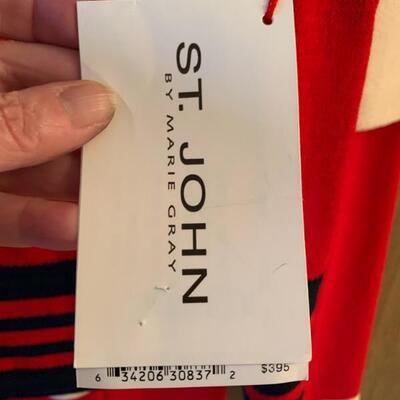 ST. JOHN
BY MARIE GRAY
6 34206 30837 2
$395